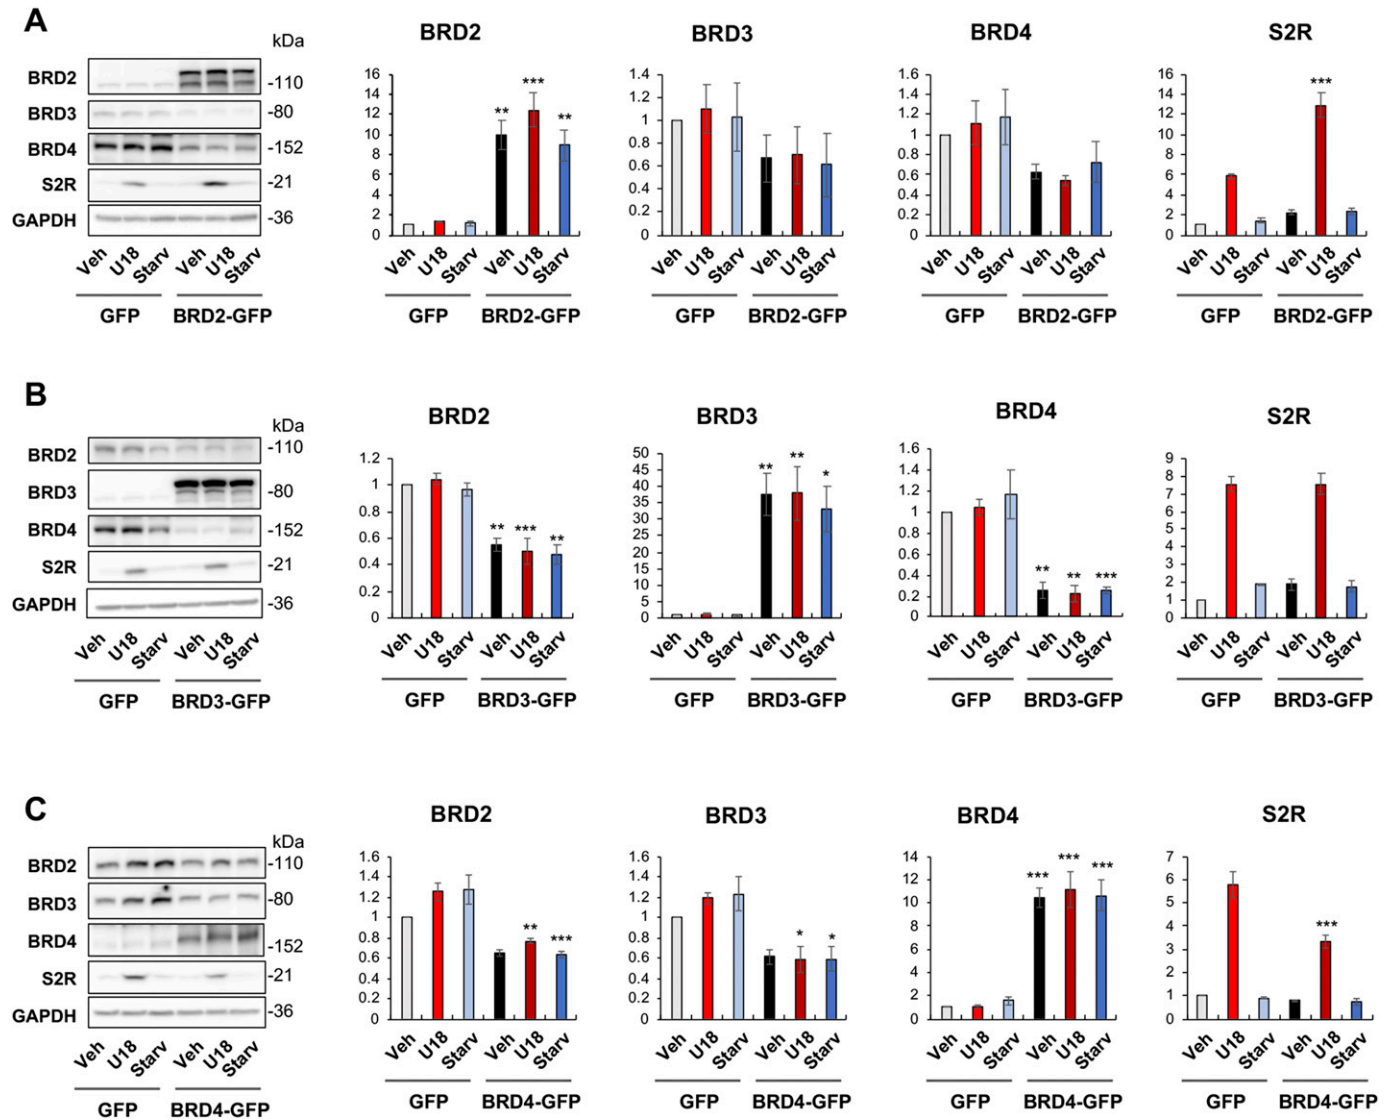 A
kDa
BRD2
-110
BRD3
-80
BRD4
-152
S2R
-21
GAPDH
-36
Veh U18 Starv Veh U18 Starv
GFP BRD2-GFP
BRD2
16
14
12
10
8
6
4
2
0
** *** **
Veh U18 Starv Veh U18 Starv
GFP BRD2-GFP
BRD3
1.4
1.2
1
0.8
0.6
0.4
0.2
0
Veh U18 Starv Veh U18 Starv
GFP BRD2-GFP
BRD4
1.6
1.4
1.2
1
0.8
0.6
0.4
0.2
0
Veh U18 Starv Veh U18 Starv
GFP BRD2-GFP
S2R
16
14
12
10
8
6
4
2
0
***
Veh U18 Starv Veh U18 Starv
GFP BRD2-GFP
B
kDa
BRD2
-110
BRD3
-80
BRD4
-152
S2R
-21
GAPDH
-36
Veh U18 Starv Veh U18 Starv
GFP BRD3-GFP
BRD2
1.2
1
0.8
0.6
0.4
0.2
0
** *** **
Veh U18 Starv Veh U18 Starv
GFP BRD3-GFP
BRD3
50
45
40
35
30
25
20
15
10
5
0
** ** *
Veh U18 Starv Veh U18 Starv
GFP BRD3-GFP
BRD4
1.6
1.4
1.2
1
0.8
0.6
0.4
0.2
0
** ** ***
Veh U18 Starv Veh U18 Starv
GFP BRD3-GFP
S2R
9
8
7
6
5
4
3
2
1
0
Veh U18 Starv Veh U18 Starv
GFP BRD3-GFP
C
kDa
BRD2
-110
BRD3
-80
BRD4
-152
S2R
-21
GAPDH
-36
Veh U18 Starv Veh U18 Starv
GFP BRD4-GFP
BRD2
1.6
1.4
1.2
1
0.8
0.6
0.4
0.2
0
** ***
Veh U18 Starv Veh U18 Starv
GFP BRD4-GFP
BRD3
1.6
1.4
1.2
1
0.8
0.6
0.4
0.2
0
* *
Veh U18 Starv Veh U18 Starv
GFP BRD4-GFP
BRD4
14
12
10
8
6
4
2
0
*** *** ***
Veh U18 Starv Veh U18 Starv
GFP BRD4-GFP
S2R
7
6
5
4
3
2
1
0
***
Veh U18 Starv Veh U18 Starv
GFP BRD4-GFP